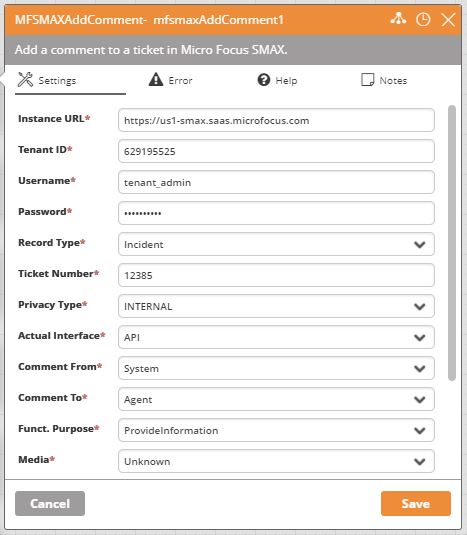 MFSMAXAddComment- mfsmaxAddComment1
Add a comment to a ticket in Micro Focus SMAX.
Settings Error Help Notes
Instance URL* https://us1-smax.saas.microfocus.com
Tenant ID* 629195525
Username* tenant_admin
Password* ••••••••••
Record Type* Incident
Ticket Number* 12385
Privacy Type* INTERNAL
Actual Interface* API
Comment From* System
Comment To* Agent
Funct. Purpose* ProvideInformation
Media* Unknown
Cancel Save